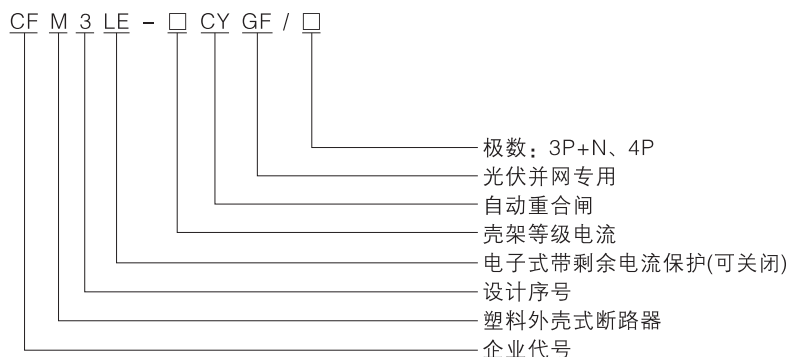 CF M 3 LE - □ CY GF / □
极数：3P+N、4P
光伏并网专用
自动重合闸
壳架等级电流
电子式带剩余电流保护(可关闭)
设计序号
塑料外壳式断路器
企业代号